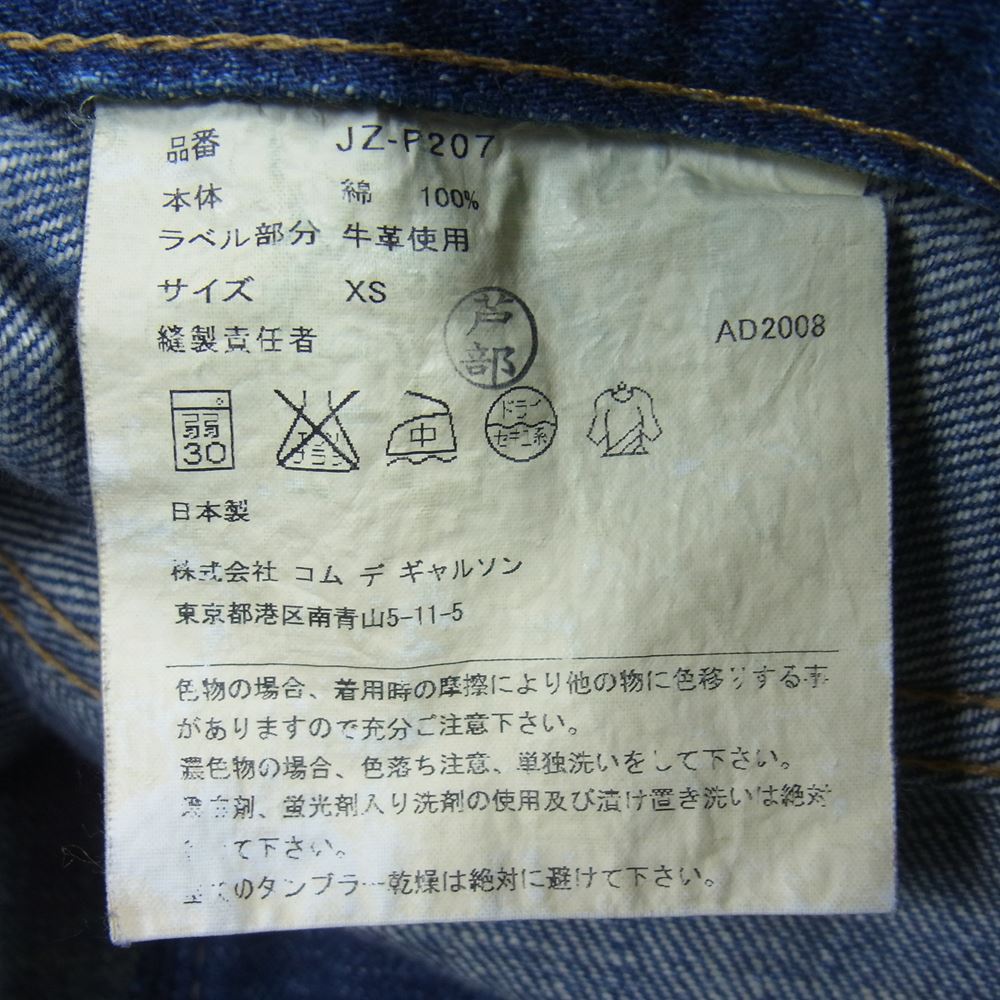 品番 JZ-P207
本体 綿 100%
ラベル部分 牛革使用
サイズ XS
縫製責任者
芦部
AD2008
弱
30
エンソ
サラシ
中
ドライ
セキユ系
日本製
株式会社 コム デ ギャルソン
東京都港区南青山5-11-5
色物の場合、着用時の摩擦により他の物に色移りする事
がありますので充分ご注意下さい。
濃色物の場合、色落ち注意、単独洗いをして下さい。
剤、蛍光剤入り洗剤の使用及び漬け置き洗いは絶対
て下さい。
のタンブラー乾燥は絶対に避けて下さい。